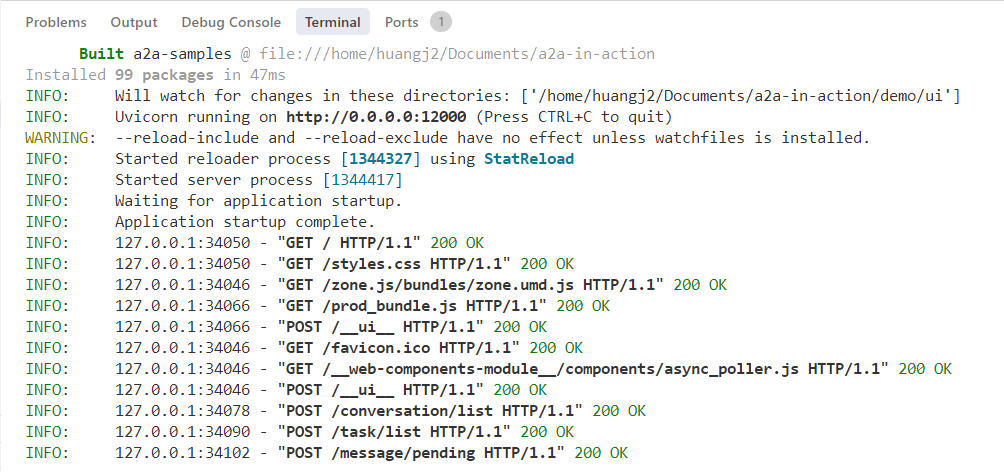 Problems Output Debug Console Terminal Ports 1
Built a2a-samples @ file:///home/huangj2/Documents/a2a-in-action
Installed 99 packages in 47ms
INFO: Will watch for changes in these directories: ['/home/huangj2/Documents/a2a-in-action/demo/ui']
INFO: Uvicorn running on http://0.0.0.0:12000 (Press CTRL+C to quit)
WARNING: --reload-include and --reload-exclude have no effect unless watchfiles is installed.
INFO: Started reloader process [1344327] using StatReload
INFO: Started server process [1344417]
INFO: Waiting for application startup.
INFO: Application startup complete.
INFO: 127.0.0.1:34050 - "GET / HTTP/1.1" 200 OK
INFO: 127.0.0.1:34050 - "GET /styles.css HTTP/1.1" 200 OK
INFO: 127.0.0.1:34046 - "GET /zone.js/bundles/zone.umd.js HTTP/1.1" 200 OK
INFO: 127.0.0.1:34066 - "GET /prod_bundle.js HTTP/1.1" 200 OK
INFO: 127.0.0.1:34066 - "POST /__ui__ HTTP/1.1" 200 OK
INFO: 127.0.0.1:34046 - "GET /favicon.ico HTTP/1.1" 200 OK
INFO: 127.0.0.1:34046 - "GET /__web-components-module__/components/async_poller.js HTTP/1.1" 200 OK
INFO: 127.0.0.1:34046 - "POST /__ui__ HTTP/1.1" 200 OK
INFO: 127.0.0.1:34078 - "POST /conversation/list HTTP/1.1" 200 OK
INFO: 127.0.0.1:34090 - "POST /task/list HTTP/1.1" 200 OK
INFO: 127.0.0.1:34102 - "POST /message/pending HTTP/1.1" 200 OK